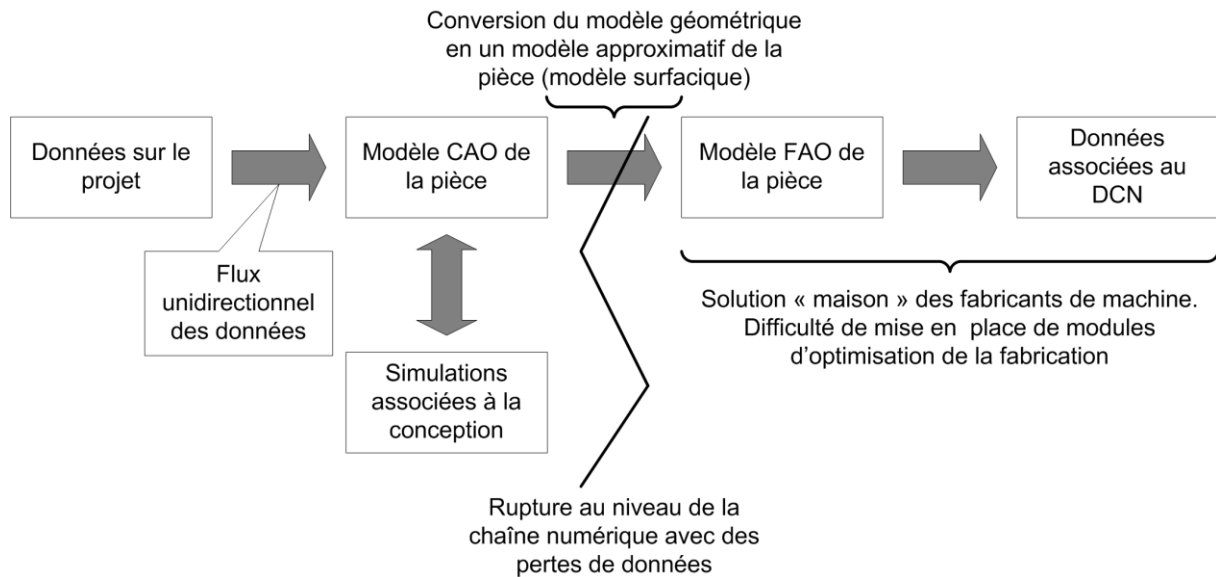 Conversion du modèle géométrique
en un modèle approximatif de la
pièce (modèle surfacique)
Données sur le
projet
Modèle CAO de
la pièce
Modèle FAO de
la pièce
Données
associées au
DCN
Flux
unidirectionnel
des données
Simulations
associées à la
conception
Solution « maison » des fabricants de machine.
Difficulté de mise en place de modules
d'optimisation de la fabrication
Rupture au niveau de la
chaîne numérique avec des
pertes de données